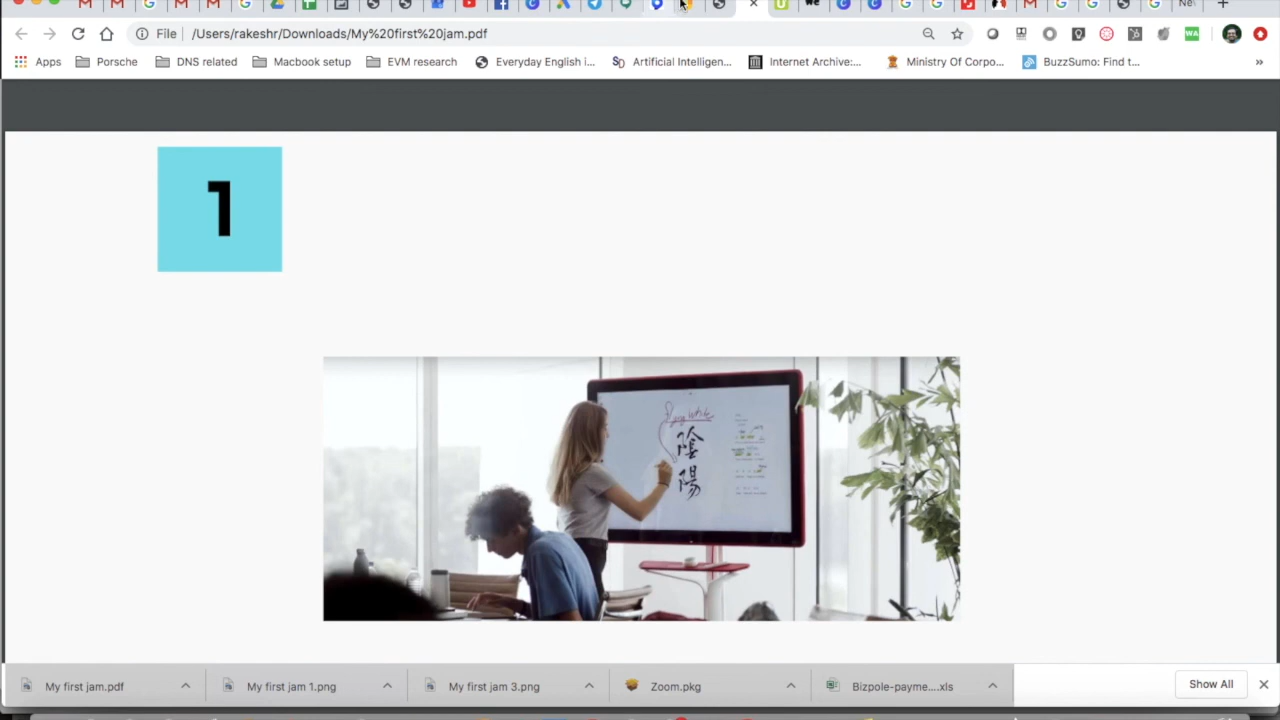 File
/Users/rakeshr/Downloads/My%20first%20jam.pdf
Apps
Porsche
DNS related
Macbook setup
EVM research
Everyday English i...
Artificial Intelligen...
Internet Archive:...
Ministry Of Corpo...
BuzzSumo: Find t...
»
1
陰
陽
My first jam.pdf
My first jam 1.png
My first jam 3.png
Zoom.pkg
Bizpole-payme....xls
Show All